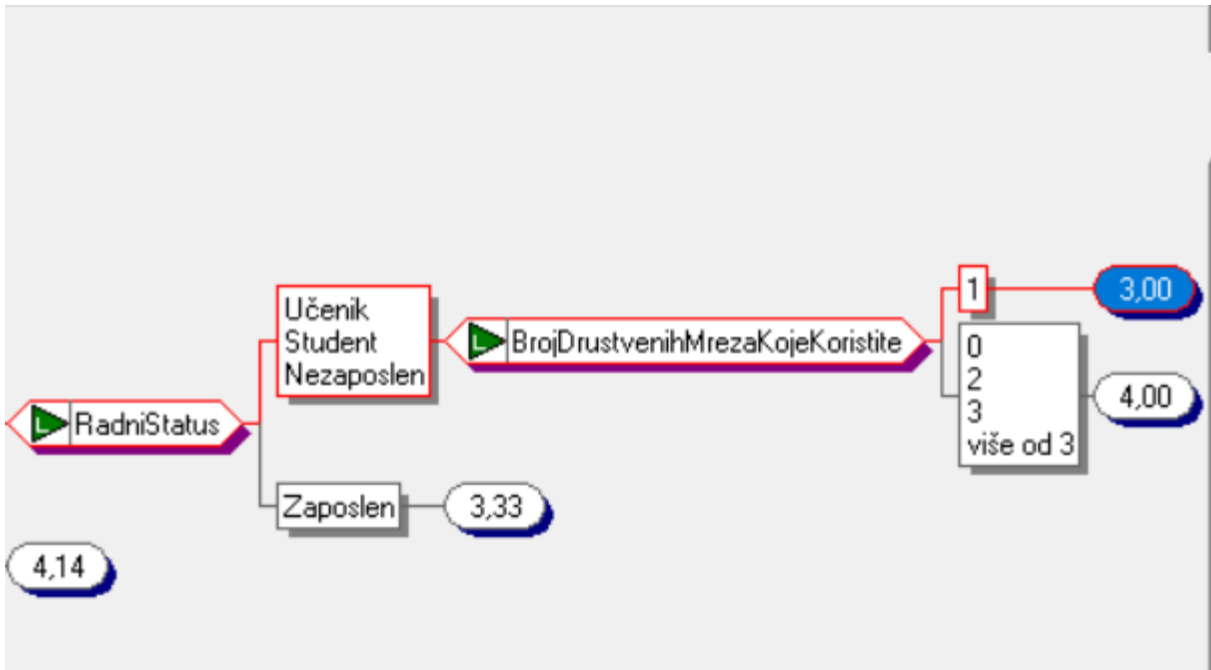 RadniStatus
Učenik
Student
Nezaposlen
BrojDrustvenihMrezaKojeKoristite
1
3,00
0
2
3
više od 3
4,00
Zaposlen
3,33
4,14